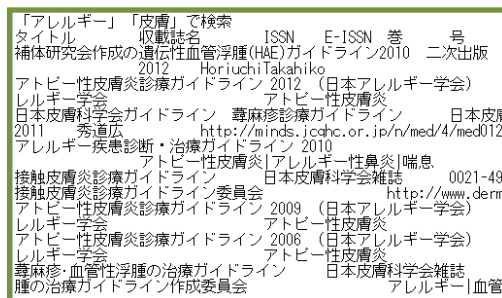 「アレルギー」「皮膚」で検索
タイトル 収載誌名 ISSN E-ISSN 巻 号
補体研究会作成の遺伝性血管浮腫(HAE)ガイドライン2010 二次出版
2012 HoriuchiTakahiko
アトピー性皮膚炎診療ガイドライン 2012 (日本アレルギー学会)
レルギー学会 アトピー性皮膚炎
日本皮膚科学会ガイドライン 蕁麻疹診療ガイドライン 日本皮膚
2011 秀道広 http://minds.jcqhc.or.jp/n/med/4/med012
アレルギー疾患診断・治療ガイドライン 2010
アトピー性皮膚炎|アレルギー性鼻炎|喘息
接触皮膚炎診療ガイドライン 日本皮膚科学会雑誌 0021-49
接触皮膚炎診療ガイドライン委員会 http://www.derm
アトピー性皮膚炎診療ガイドライン 2009 (日本アレルギー学会)
レルギー学会 アトピー性皮膚炎
アトピー性皮膚炎診療ガイドライン 2006 (日本アレルギー学会)
レルギー学会 アトピー性皮膚炎
蕁麻疹・血管性浮腫の治療ガイドライン 日本皮膚科学会雑誌
腫の治療ガイドライン作成委員会 アレルギー|血管